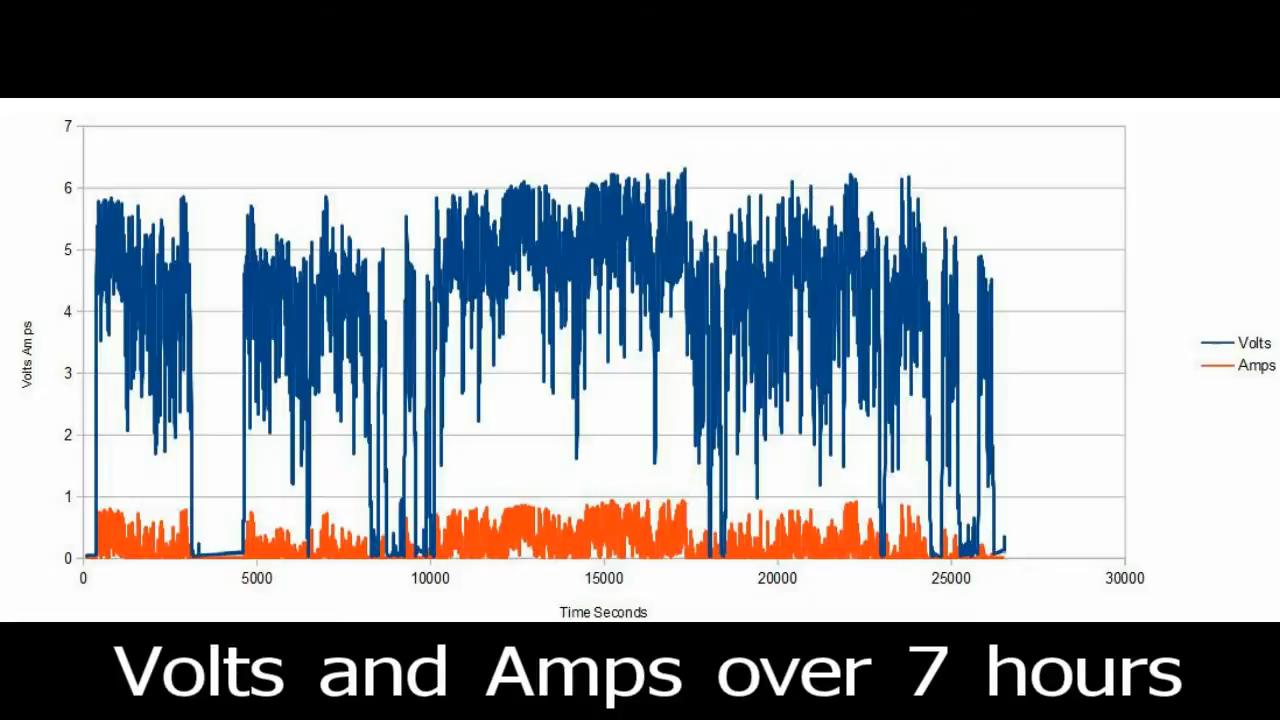 7
6
5
4
3
2
1
0
Volts Amps
0 5000 10000 15000 20000 25000 30000
Time Seconds
Volts
Amps
Volts and Amps over 7 hours